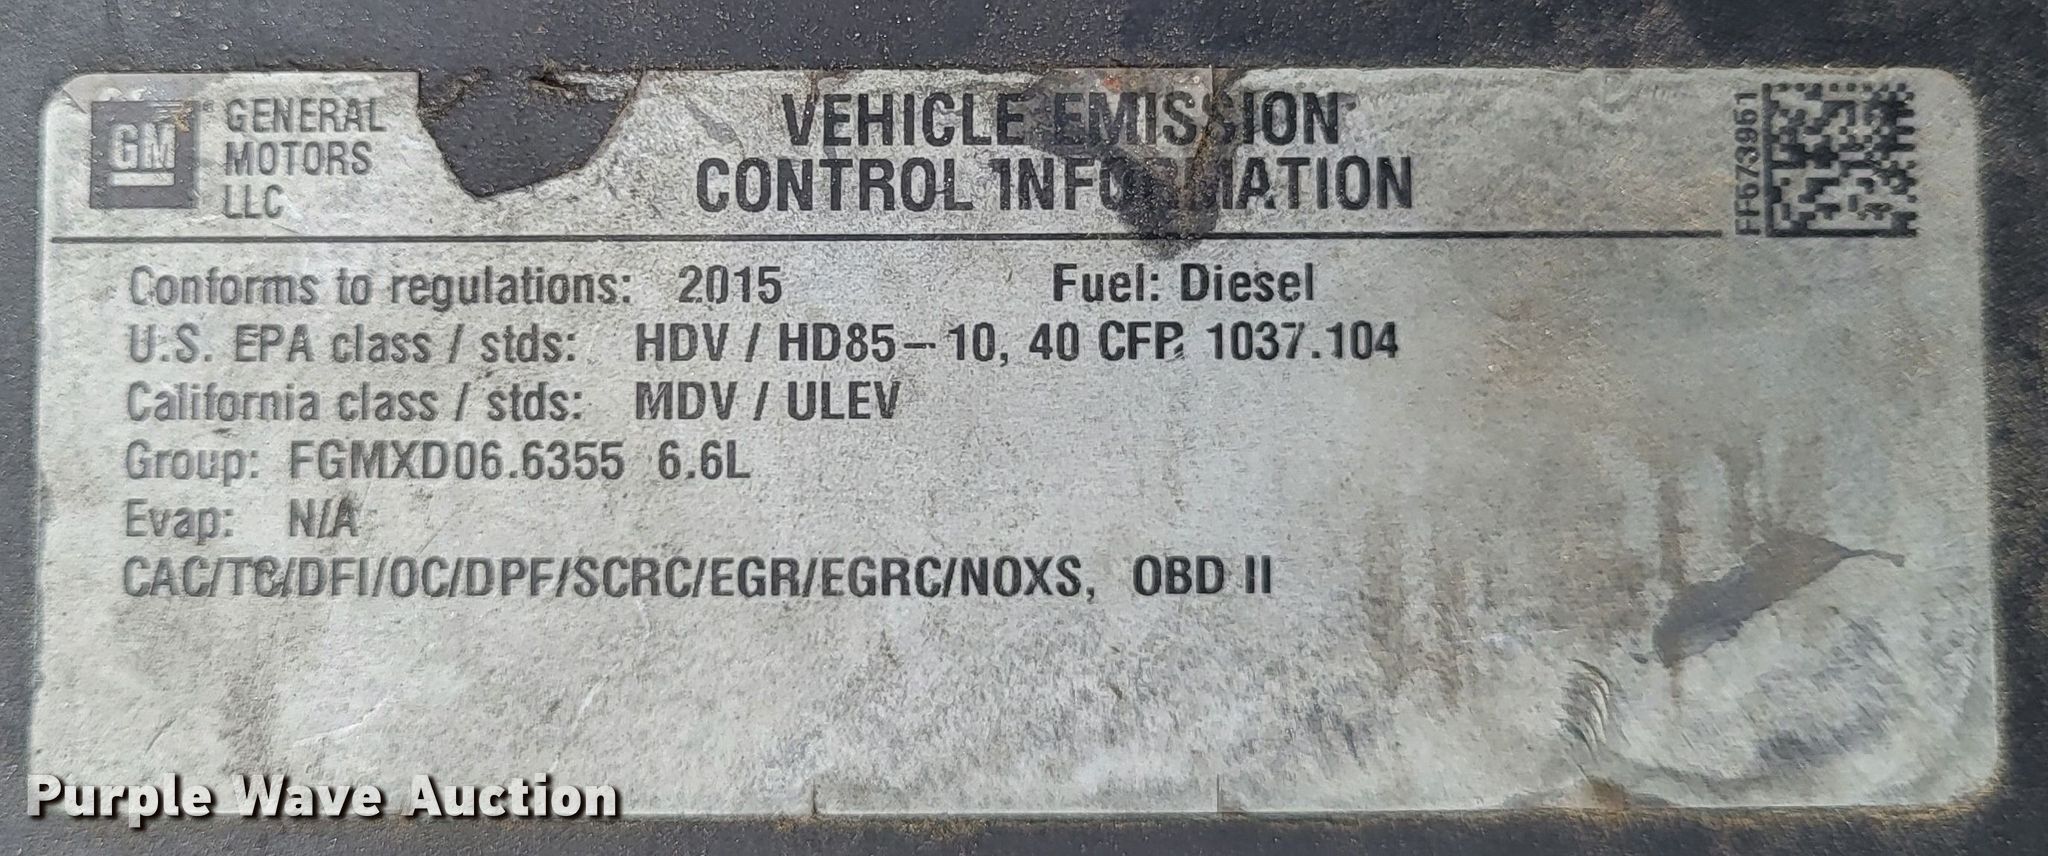 GM
GENERAL
MOTORS
LLC
VEHICLE EMISSION
CONTROL INFORMATION
FF673961
Conforms to regulations: 2015 Fuel: Diesel
U.S. EPA class / stds: HDV / HD85-10, 40 CFR 1037.104
California class / stds: MDV / ULEV
Group: FGMXD06.6355 6.6L
Evap: N/A
CAC/TC/DFI/OC/DPF/SCRC/EGR/EGRC/NOXS, OBD II
Purple Wave Auction